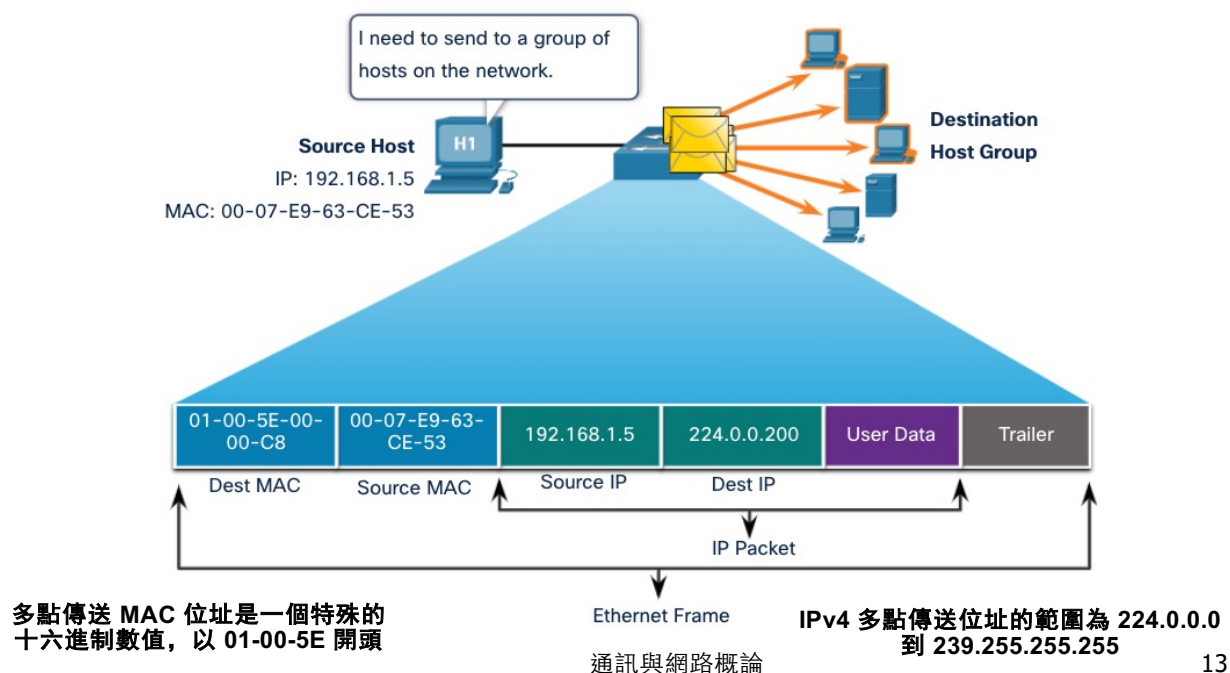 I need to send to a group of
hosts on the network.
H1
Source Host
IP: 192.168.1.5
MAC: 00-07-E9-63-CE-53
Destination
Host Group
01-00-5E-00-
00-C8
00-07-E9-63-
CE-53
192.168.1.5
224.0.0.200
User Data
Trailer
Dest MAC
Source MAC
Source IP
Dest IP
IP Packet
Ethernet Frame
多點傳送 MAC 位址是一個特殊的
十六進制數值，以 01-00-5E 開頭
IPv4 多點傳送位址的範圍為 224.0.0.0
到 239.255.255.255
通訊與網路概論
13